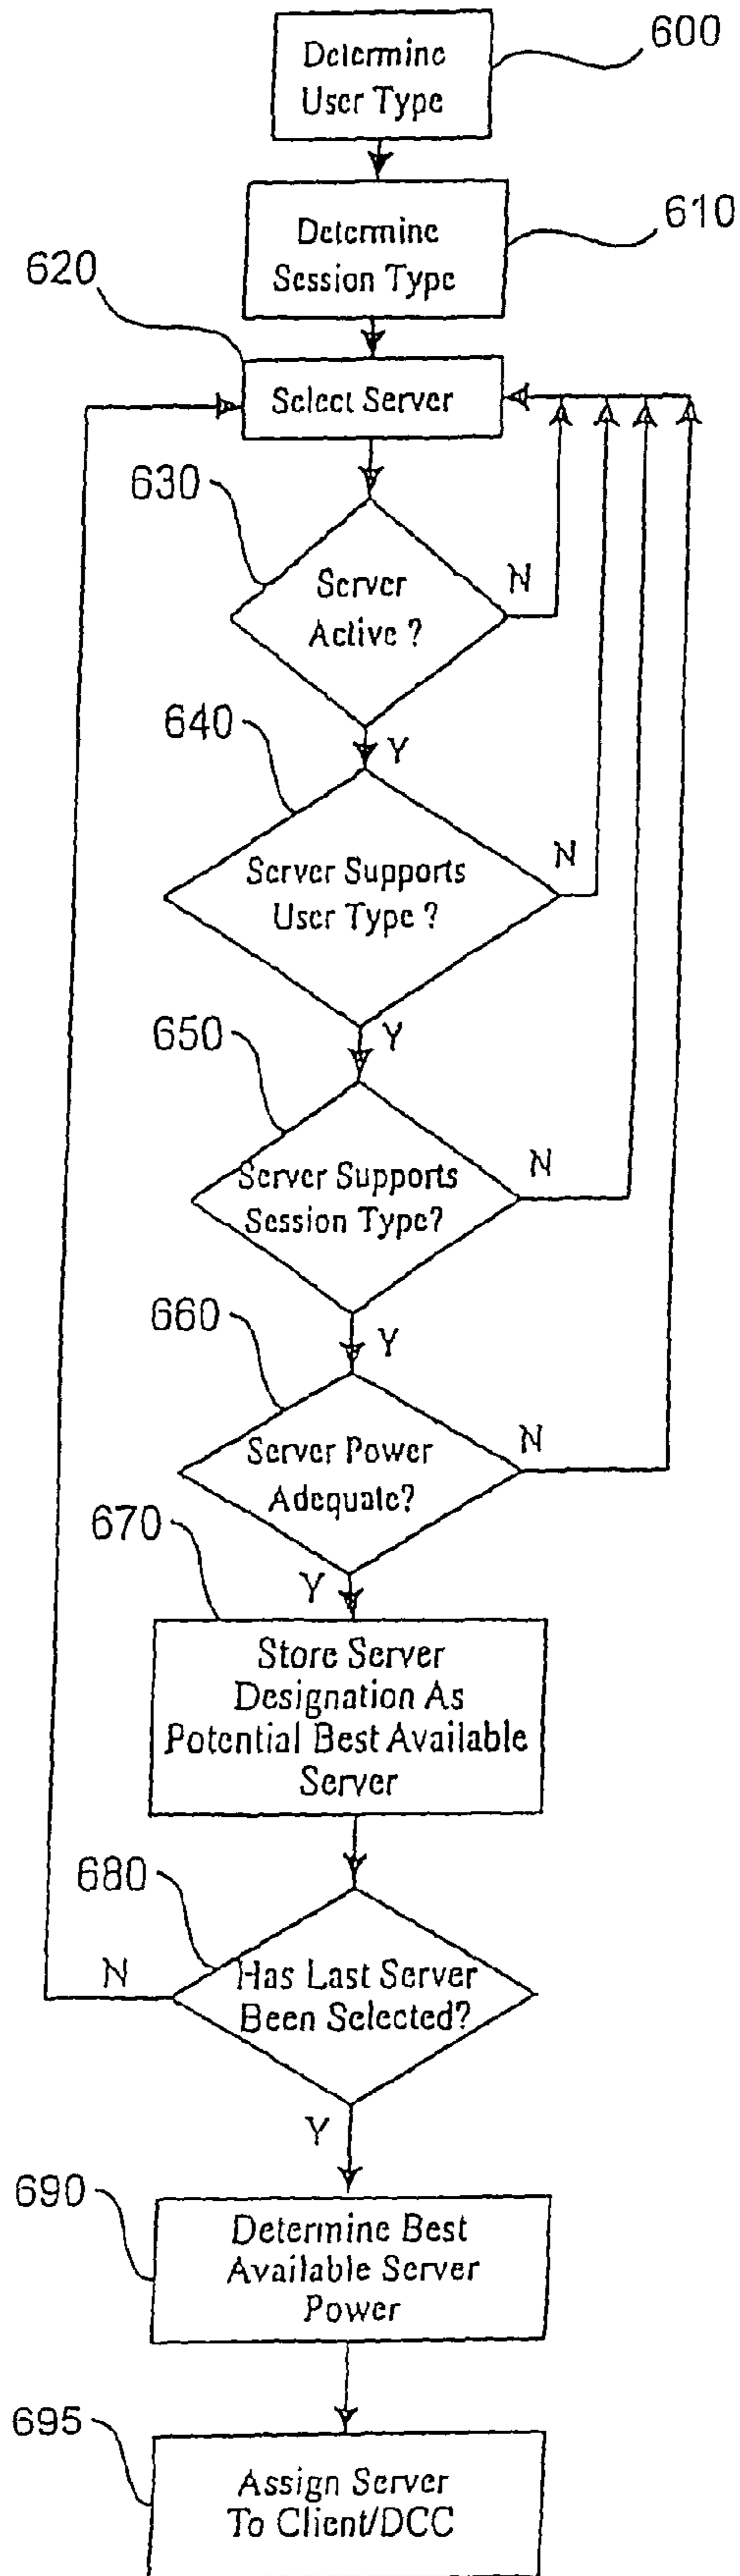 Determine
User Type
600
Determine
Session Type
610
620
Select Server
630
Server
Active ?
N
Y
640
Server Supports
User Type ?
N
Y
650
Server Supports
Session Type?
N
Y
660
Server Power
Adequate?
N
Y
670
Store Server
Designation As
Potential Best Available
Server
680
Has Last Server
Been Selected?
N
Y
690
Determine Best
Available Server
Power
695
Assign Server
To Client/DCC